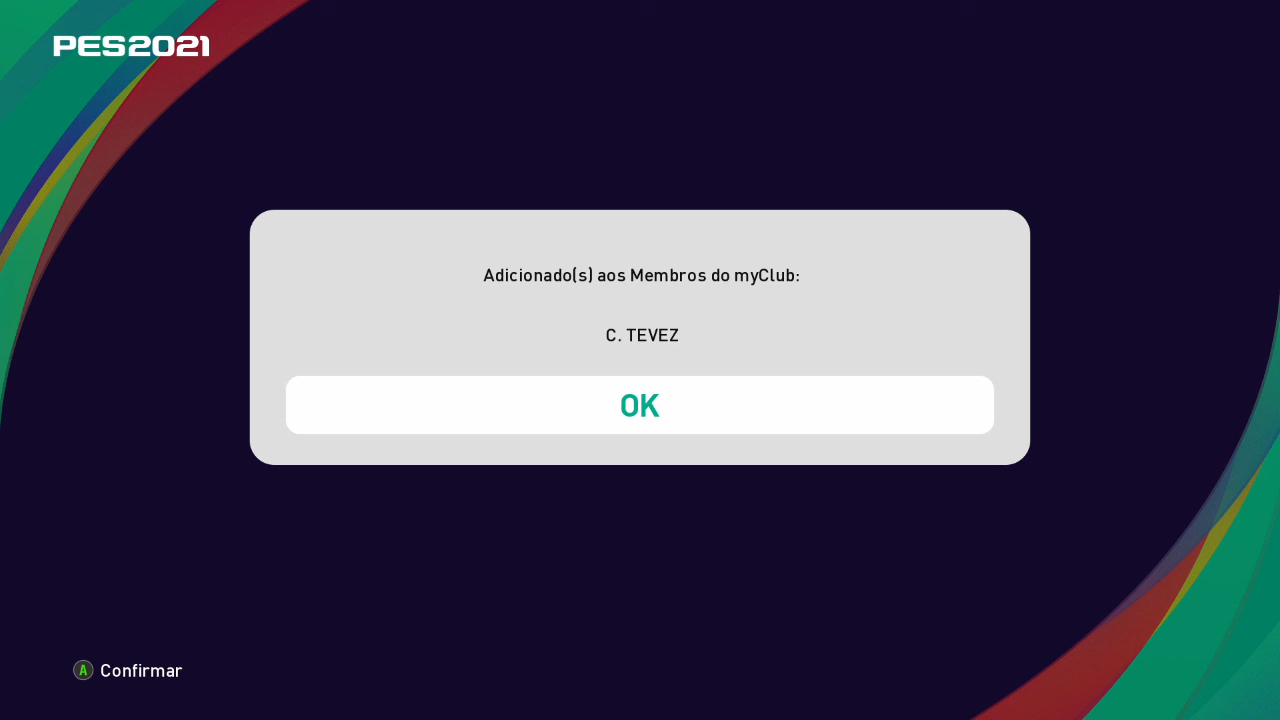 PES2021
Adicionado(s) aos Membros do myClub:
C. TEVEZ
OK
A Confirmar